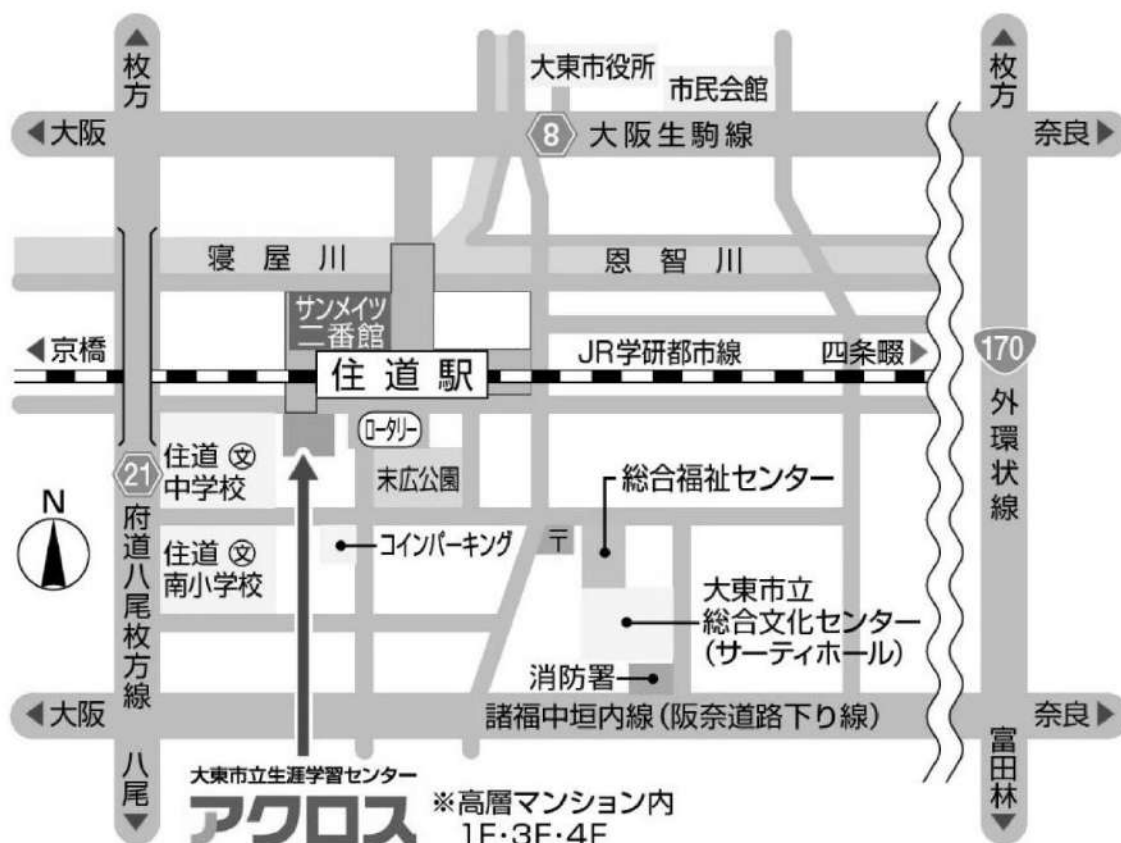 枚方
枚方
大東市役所
市民会館
大阪
8
大阪生駒線
奈良
寝屋川
恩智川
サンメイツ
二番館
京橋
住道駅
JR学研都市線
四条畷
170
外環状線
ロータリー
21
府道八尾枚方線
住道 文
中学校
末広公園
総合福祉センター
N
住道 文
南小学校
コインパーキング
〒
大東市立
総合文化センター
(サーティホール)
消防署
大阪
諸福中垣内線(阪奈道路下り線)
奈良
八尾
富田林
大東市立生涯学習センター
アクロス
※高層マンション内
1F・3F・4F